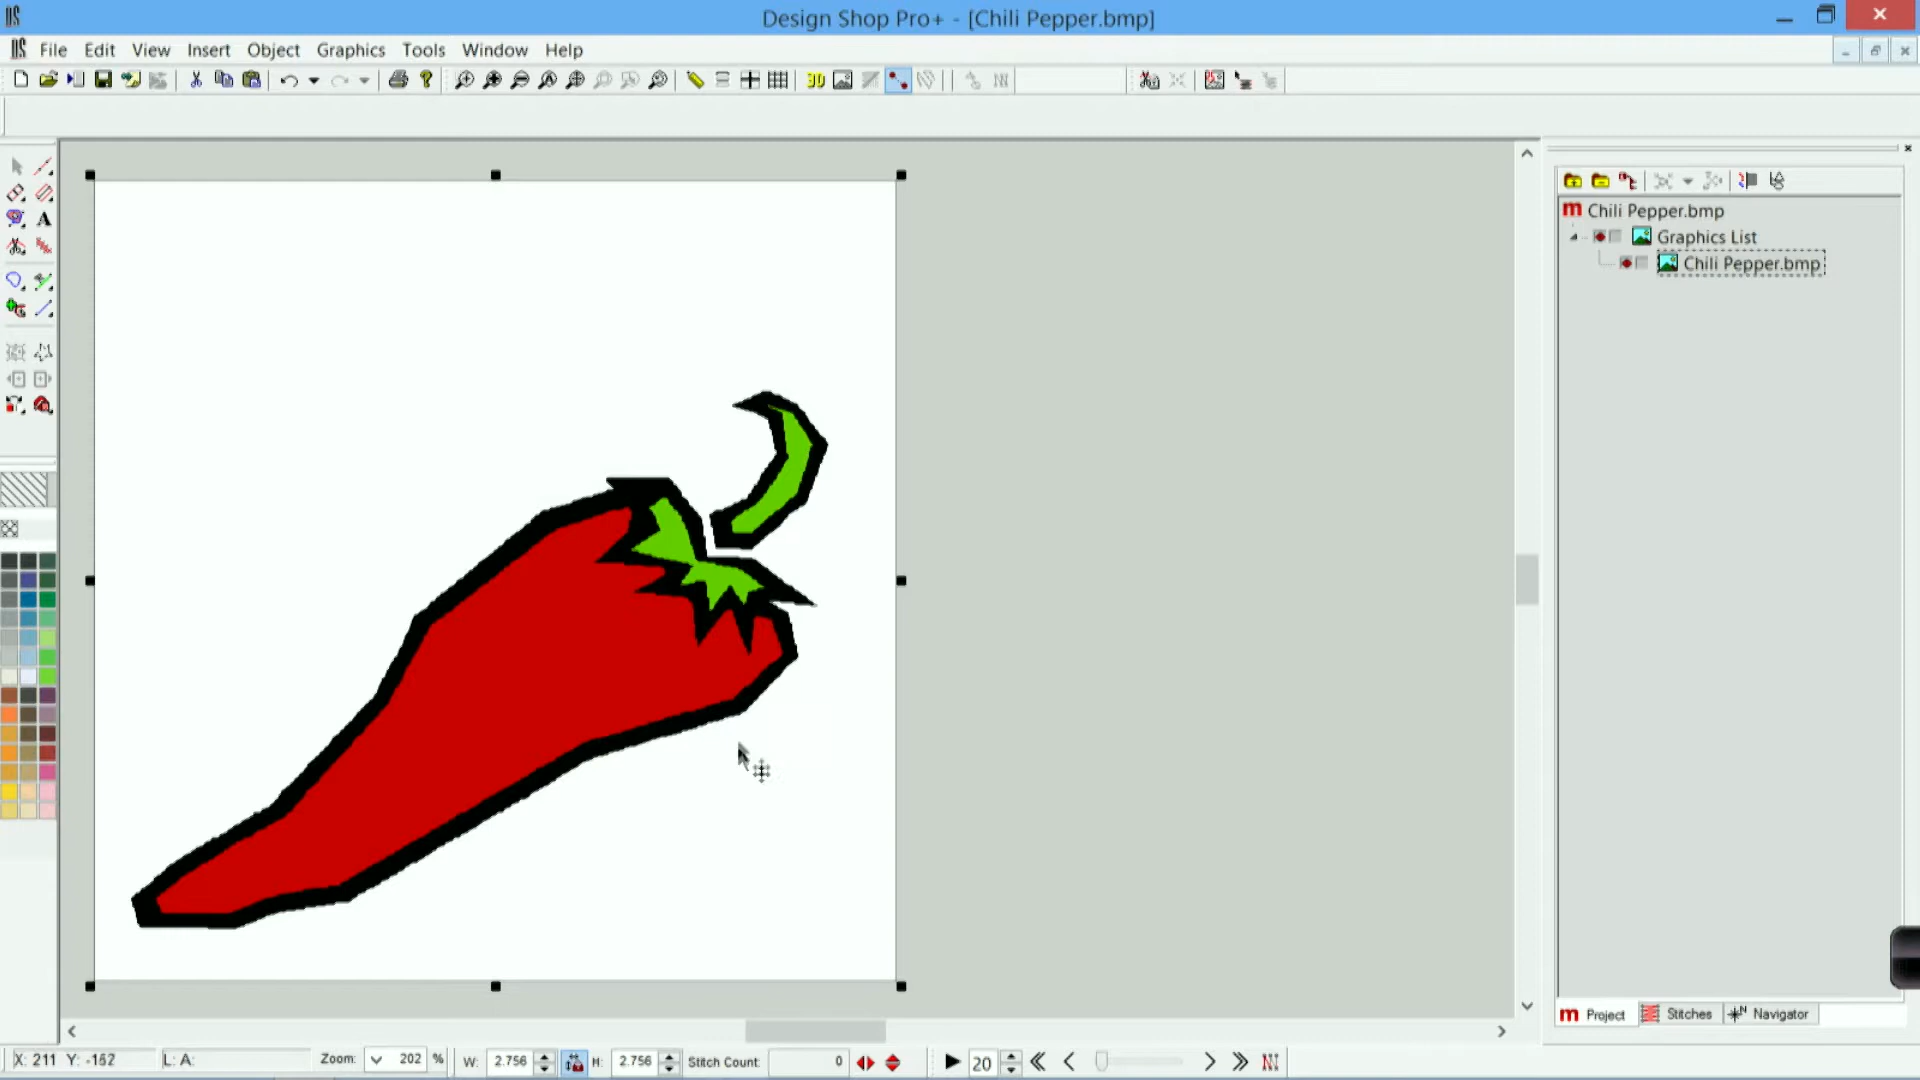 Design Shop Pro+ - [Chili Pepper.bmp]
File Edit View Insert Object Graphics Tools Window Help
3D
A
Chili Pepper.bmp
Graphics List
Chili Pepper.bmp
Project Stitches Navigator
X: 211 Y: -152 L: A: Zoom: 202 % W: 2.756 H: 2.756 Stitch Count: 0 20